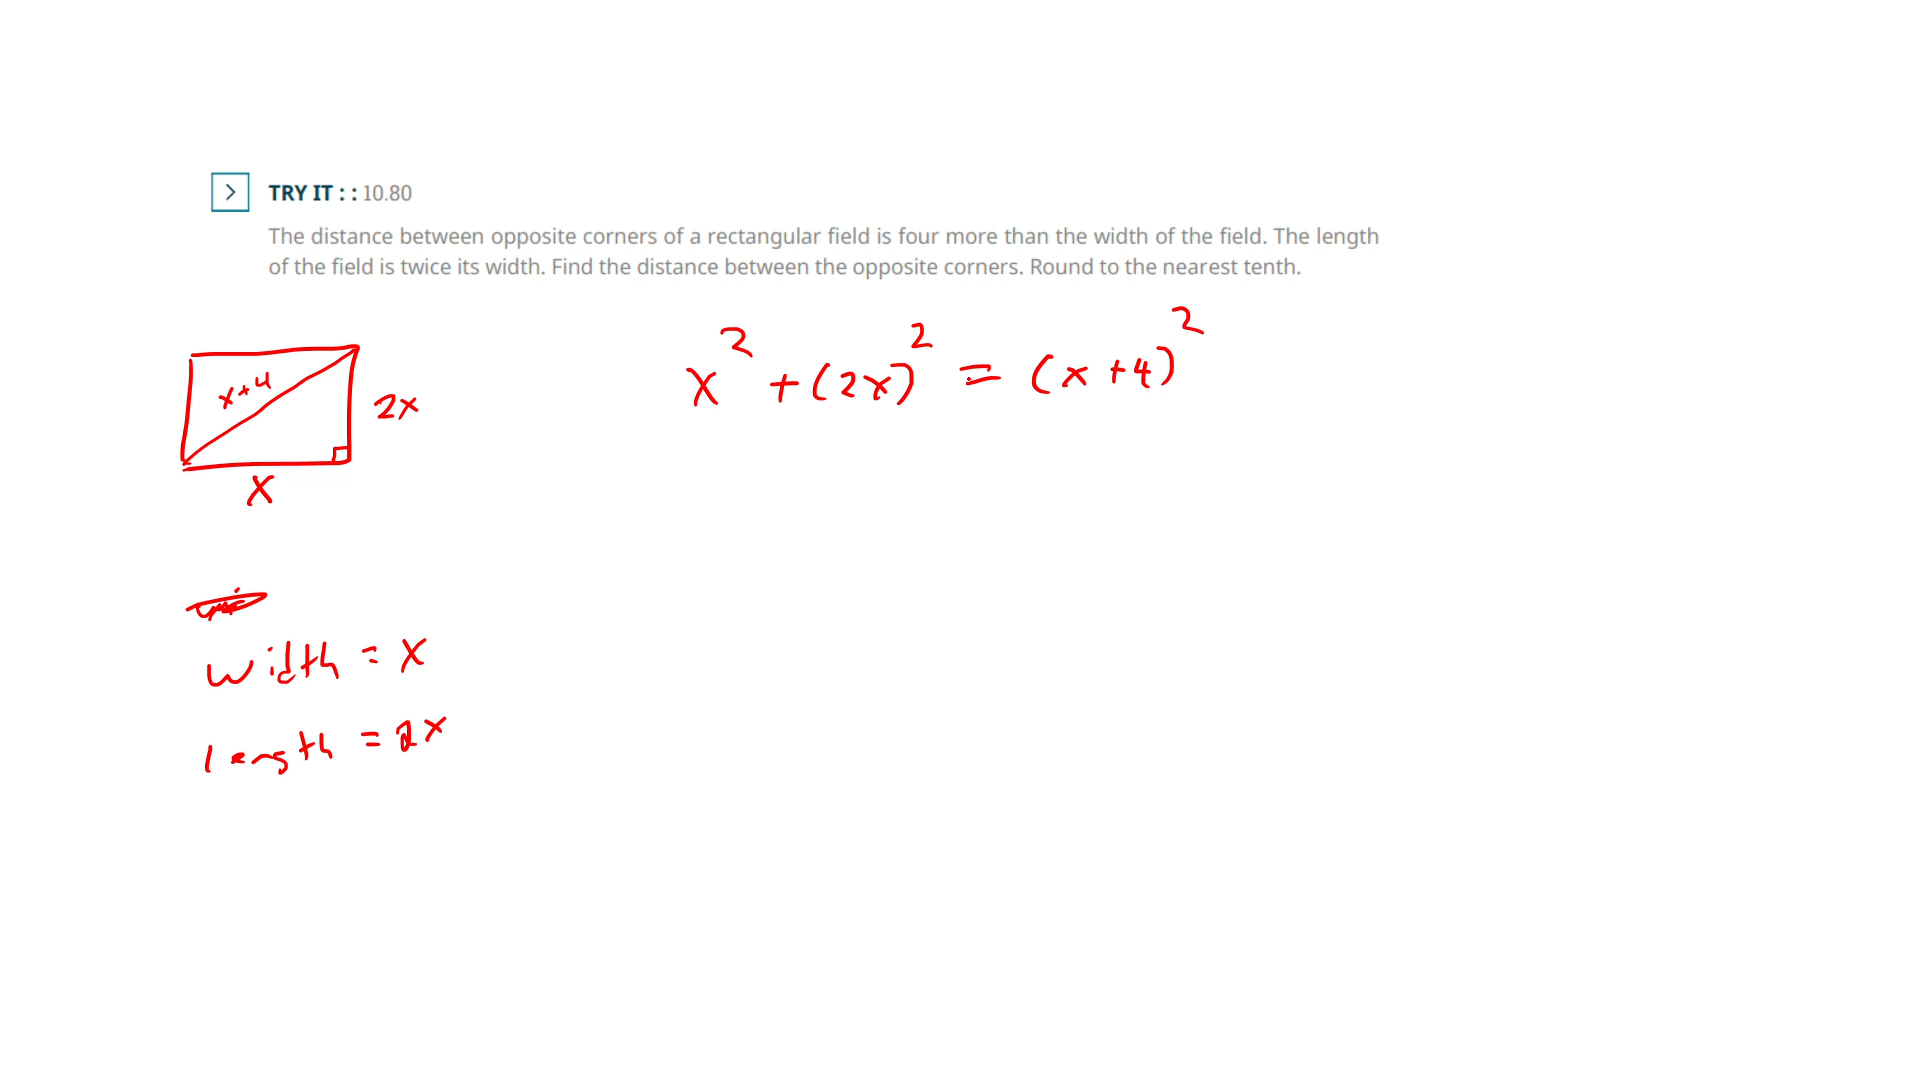 > TRY IT : : 10.80
The distance between opposite corners of a rectangular field is four more than the width of the field. The length
of the field is twice its width. Find the distance between the opposite corners. Round to the nearest tenth.
x² + (2x)² = (x + 4)²
x+4
2x
x
width = x
length = 2x